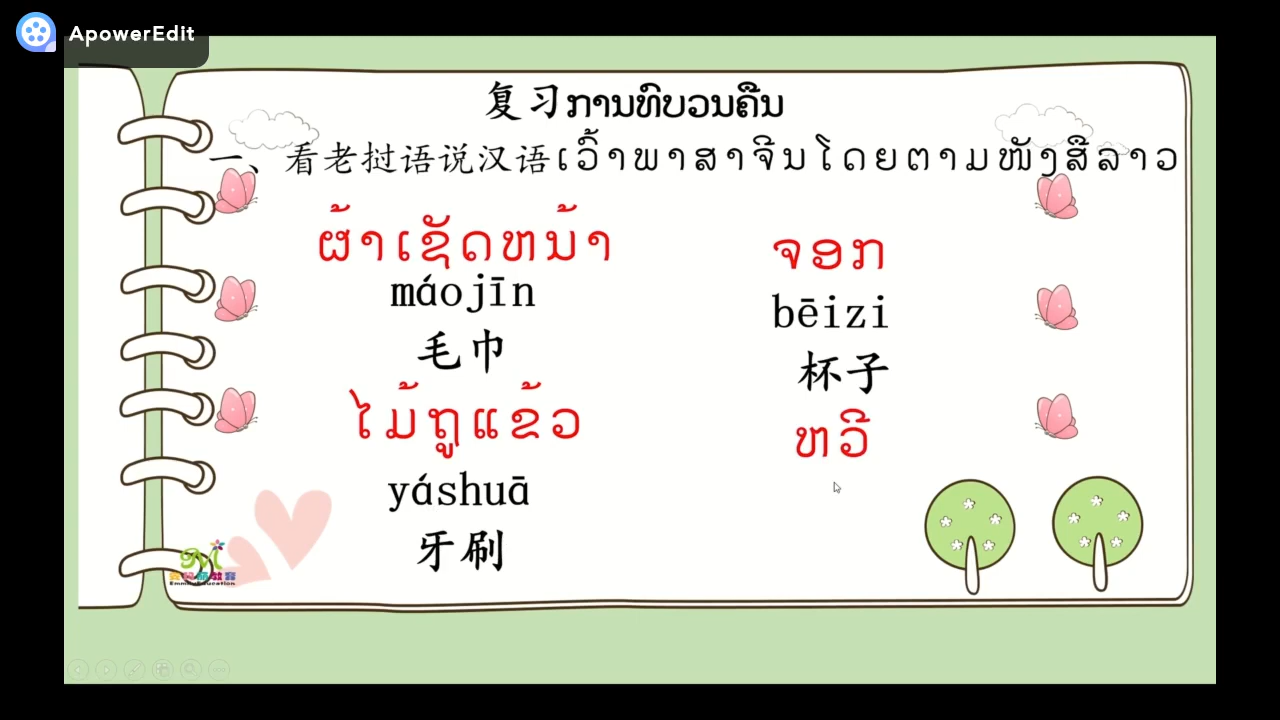 ApowerEdit
复习ການທົບວນຄືນ
一、看老挝语说汉语ເວົ້າພາສາຈີນໂດຍຕາມໜັງສືລາວ
ຜ້າເຊັດຫນ້າ
máojīn
毛巾
ໄມ້ຖູແຂ້ວ
yáshuā
牙刷
ຈອກ
bēizi
杯子
ຫວີ